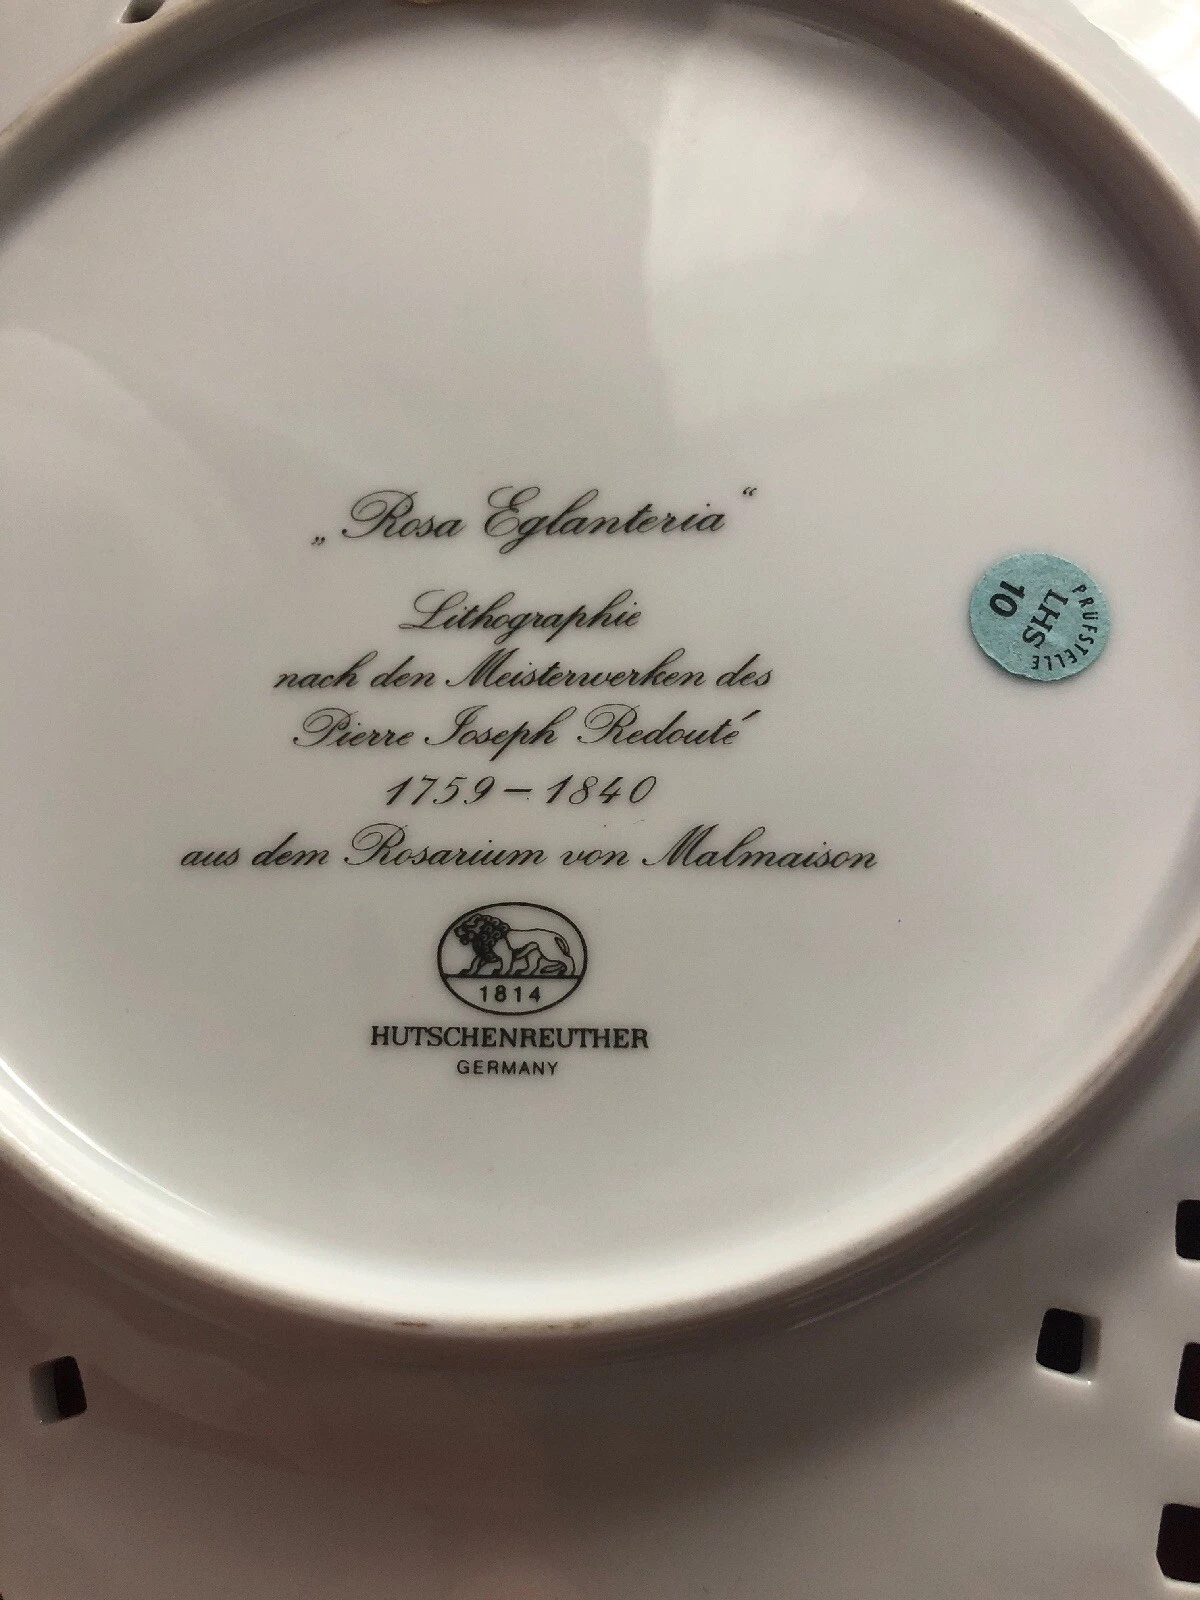 „Rosa Eglanteria“
Lithographie
nach den Meisterwerken des
Pierre Joseph Redouté
1759 – 1840
aus dem Rosarium von Malmaison
1814
HUTSCHENREUTHER
GERMANY
PRÜFSTELLE
LHS
10